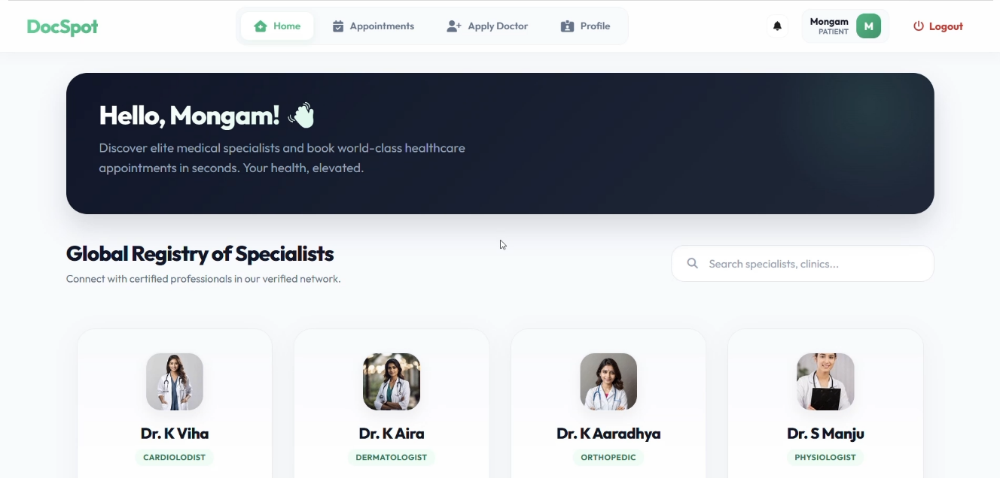 DocSpot
Home
Appointments
Apply Doctor
Profile
Mongam
PATIENT
M
Logout
Hello, Mongam!
Discover elite medical specialists and book world-class healthcare
appointments in seconds. Your health, elevated.
Global Registry of Specialists
Connect with certified professionals in our verified network.
Search specialists, clinics...
Dr. K Viha
CARDIOLODIST
Dr. K Aira
DERMATOLOGIST
Dr. K Aaradhya
ORTHOPEDIC
Dr. S Manju
PHYSIOLOGIST